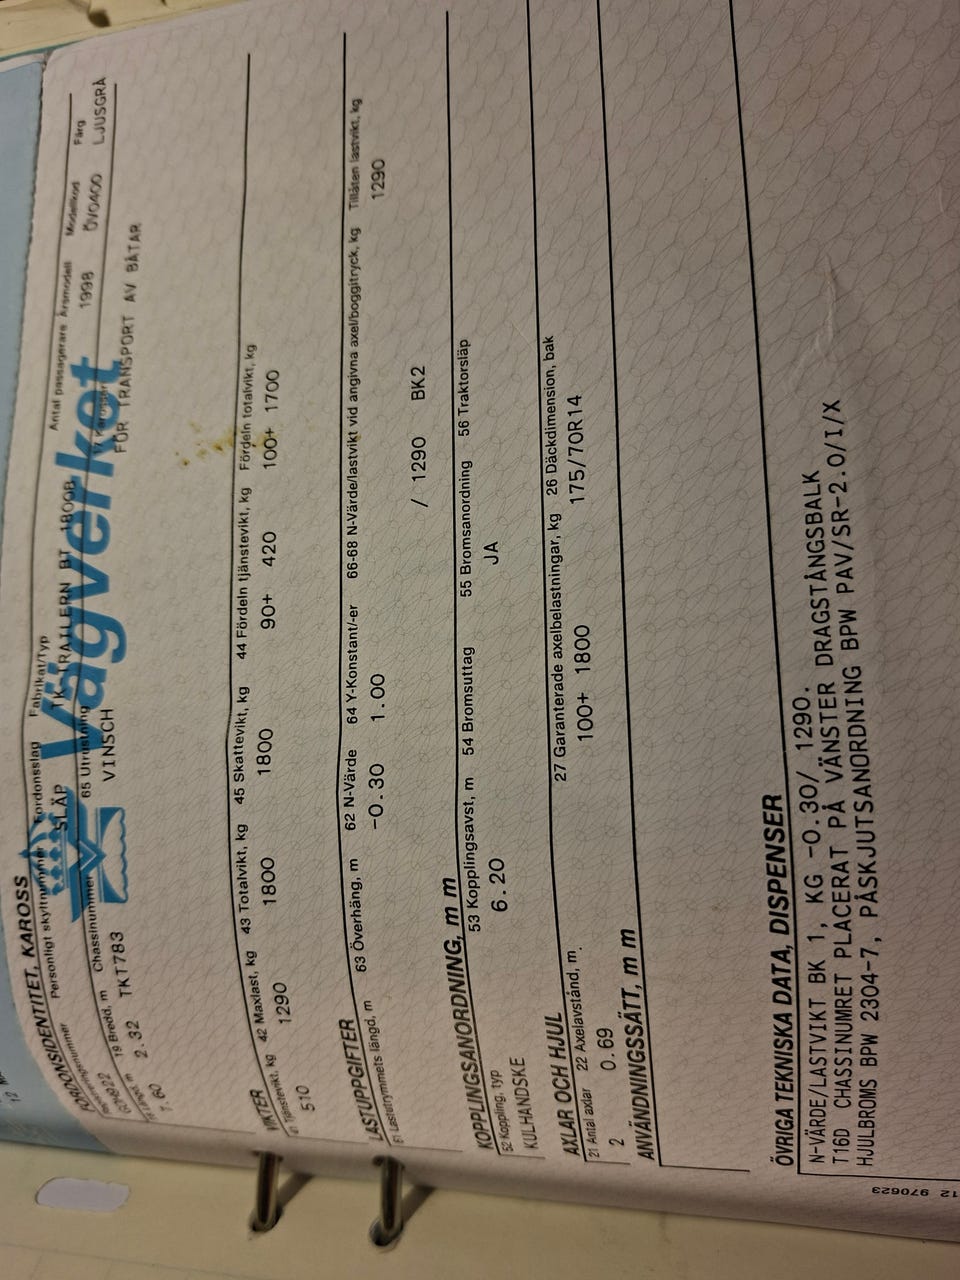 FORDONSIDENTITET, KAROSS
Personligt skyltnummer Fordonsslag Fabrikat/Typ Antal passagerare Årsmodell Modellkod Färg
SLÄP TK-TRAILERN BT 1800B 1998 ÖVO400 LJUSGRÅ
Vägverket
19 Bredd, m Chassinummer 65 Utrustning Karosseri
2.32 TKT783 VINSCH FÖR TRANSPORT AV BÅTAR
7.60
VIKTER
41 Tjänstevikt, kg 42 Maxlast, kg 43 Totalvikt, kg 45 Skattevikt, kg 44 Fördeln tjänstevikt, kg Fördeln totalvikt, kg
510 1290 1800 1800 90+ 420 100+ 1700
LASTUPPGIFTER
61 Lastutrymmets längd, m 63 Överhäng, m 62 N-Värde 64 Y-Konstant/-er 66-68 N-Värde/lastvikt vid angivna axel/boggitryck, kg Tillåten lastvikt, kg
-0.30 1.00 1290
/ 1290 BK2
KOPPLINGSANORDNING, m m
52 Koppling, typ 53 Kopplingsavst, m 54 Bromsuttag 55 Bromsanordning 56 Traktorsläp
KULHANDSKE 6.20 JA
AXLAR OCH HJUL
21 Antal axlar 22 Axelavstånd, m 27 Garanterade axelbelastningar, kg 26 Däckdimension, bak
2 0.69 100+ 1800 175/70R14
ANVÄNDNINGSSÄTT, m m
ÖVRIGA TEKNISKA DATA, DISPENSER
N-VÄRDE/LASTVIKT BK 1, KG -0.30/ 1290.
T16D CHASSINUMRET PLACERAT PÅ VÄNSTER DRAGSTÅNGSBALK
HJULBROMS BPW 2304-7, PÅSKJUTSANORDNING BPW PAV/SR-2.0/I/X
12 970623